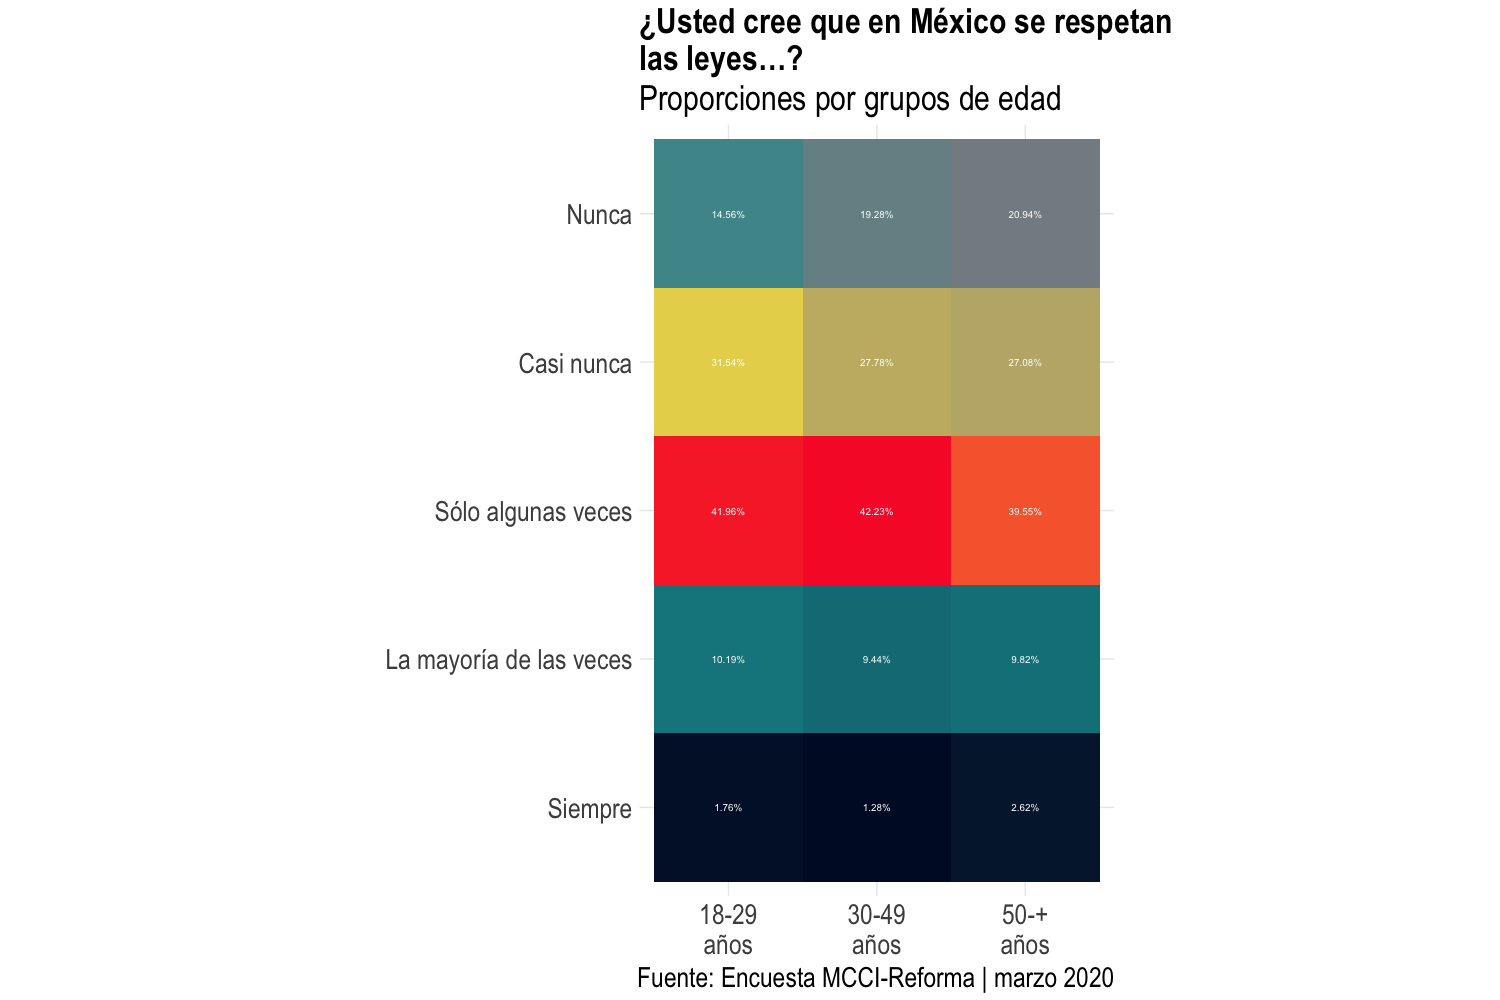 ¿Usted cree que en México se respetan
las leyes…?
Proporciones por grupos de edad
Nunca
14.56%
19.28%
20.94%
Casi nunca
31.54%
27.78%
27.08%
Sólo algunas veces
41.96%
42.23%
39.55%
La mayoría de las veces
10.19%
9.44%
9.82%
Siempre
1.76%
1.28%
2.62%
18-29
años
30-49
años
50-+
años
Fuente: Encuesta MCCI-Reforma | marzo 2020